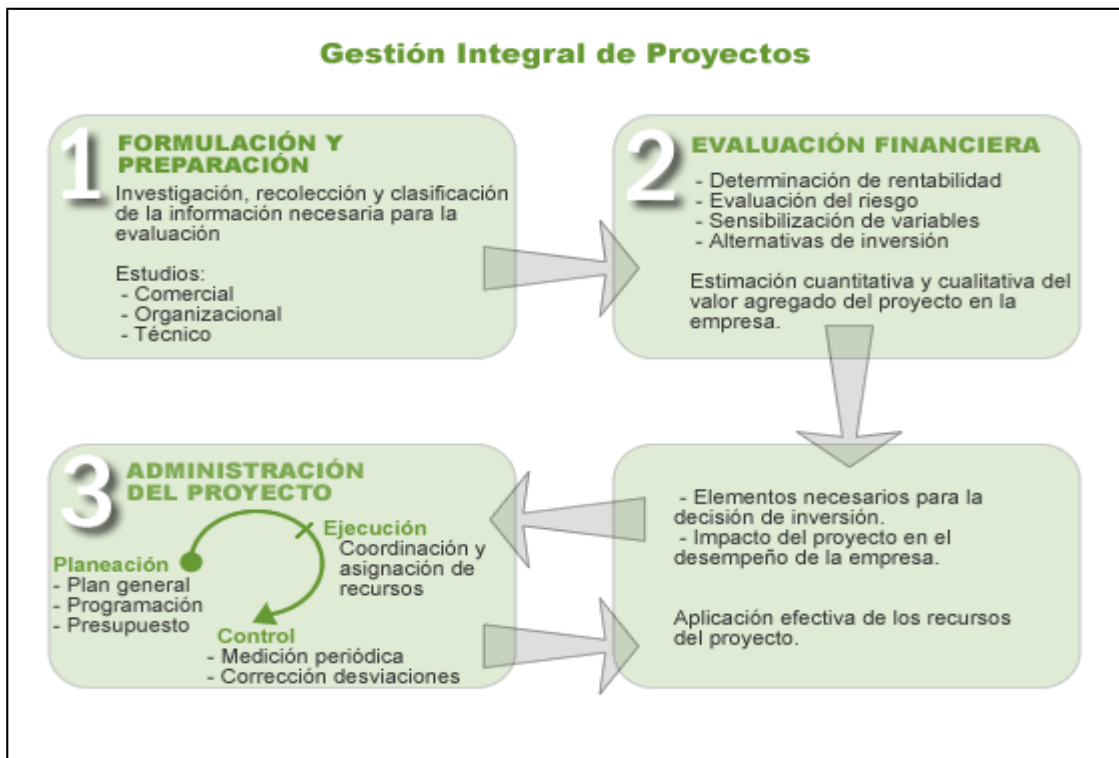 Gestión Integral de Proyectos
1
FORMULACIÓN Y
PREPARACIÓN
Investigación, recolección y clasificación
de la información necesaria para la
evaluación
Estudios:
- Comercial
- Organizacional
- Técnico
2
EVALUACIÓN FINANCIERA
- Determinación de rentabilidad
- Evaluación del riesgo
- Sensibilización de variables
- Alternativas de inversión
Estimación cuantitativa y cualitativa del
valor agregado del proyecto en la
empresa.
3
ADMINISTRACIÓN
DEL PROYECTO
Planeación
- Plan general
- Programación
- Presupuesto
Ejecución
Coordinación y
asignación de
recursos
Control
- Medición periódica
- Corrección desviaciones
- Elementos necesarios para la
decisión de inversión.
- Impacto del proyecto en el
desempeño de la empresa.
Aplicación efectiva de los recursos
del proyecto.